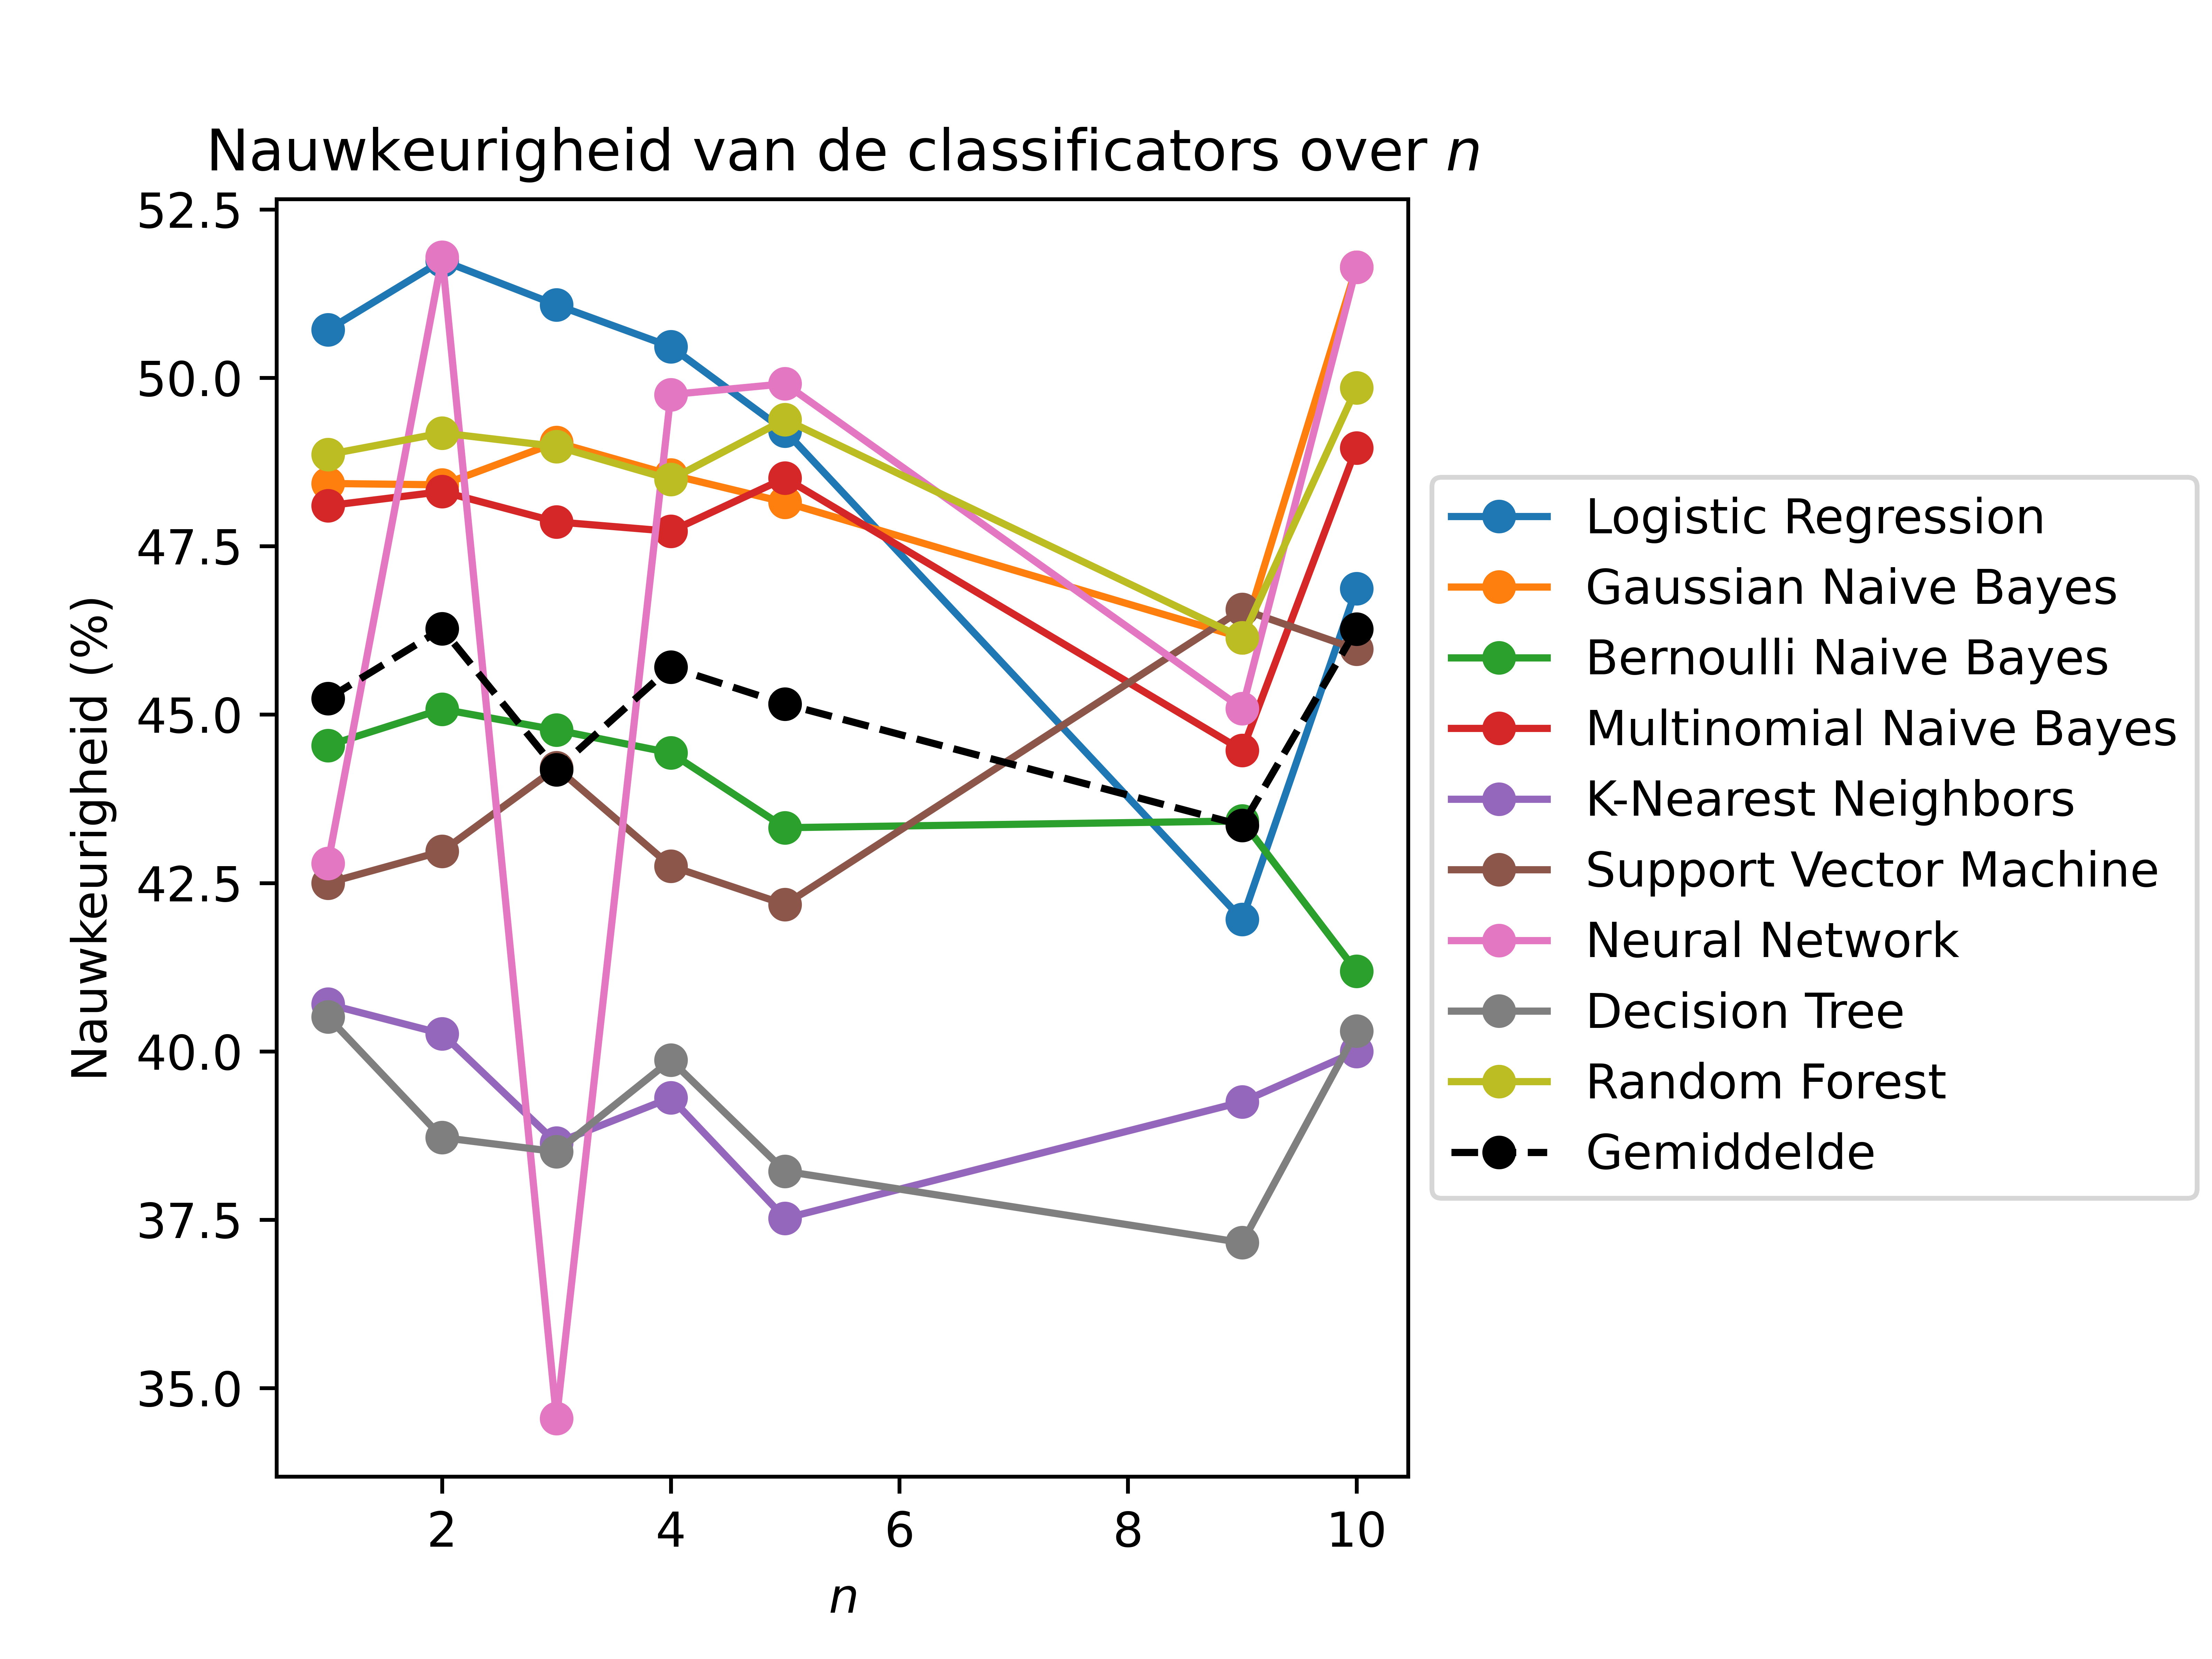 Nauwkeurigheid van de classificators over n
52.5
50.0
47.5
45.0
42.5
40.0
37.5
35.0
Nauwkeurigheid (%)
2 4 6 8 10
n
Logistic Regression
Gaussian Naive Bayes
Bernoulli Naive Bayes
Multinomial Naive Bayes
K-Nearest Neighbors
Support Vector Machine
Neural Network
Decision Tree
Random Forest
Gemiddelde